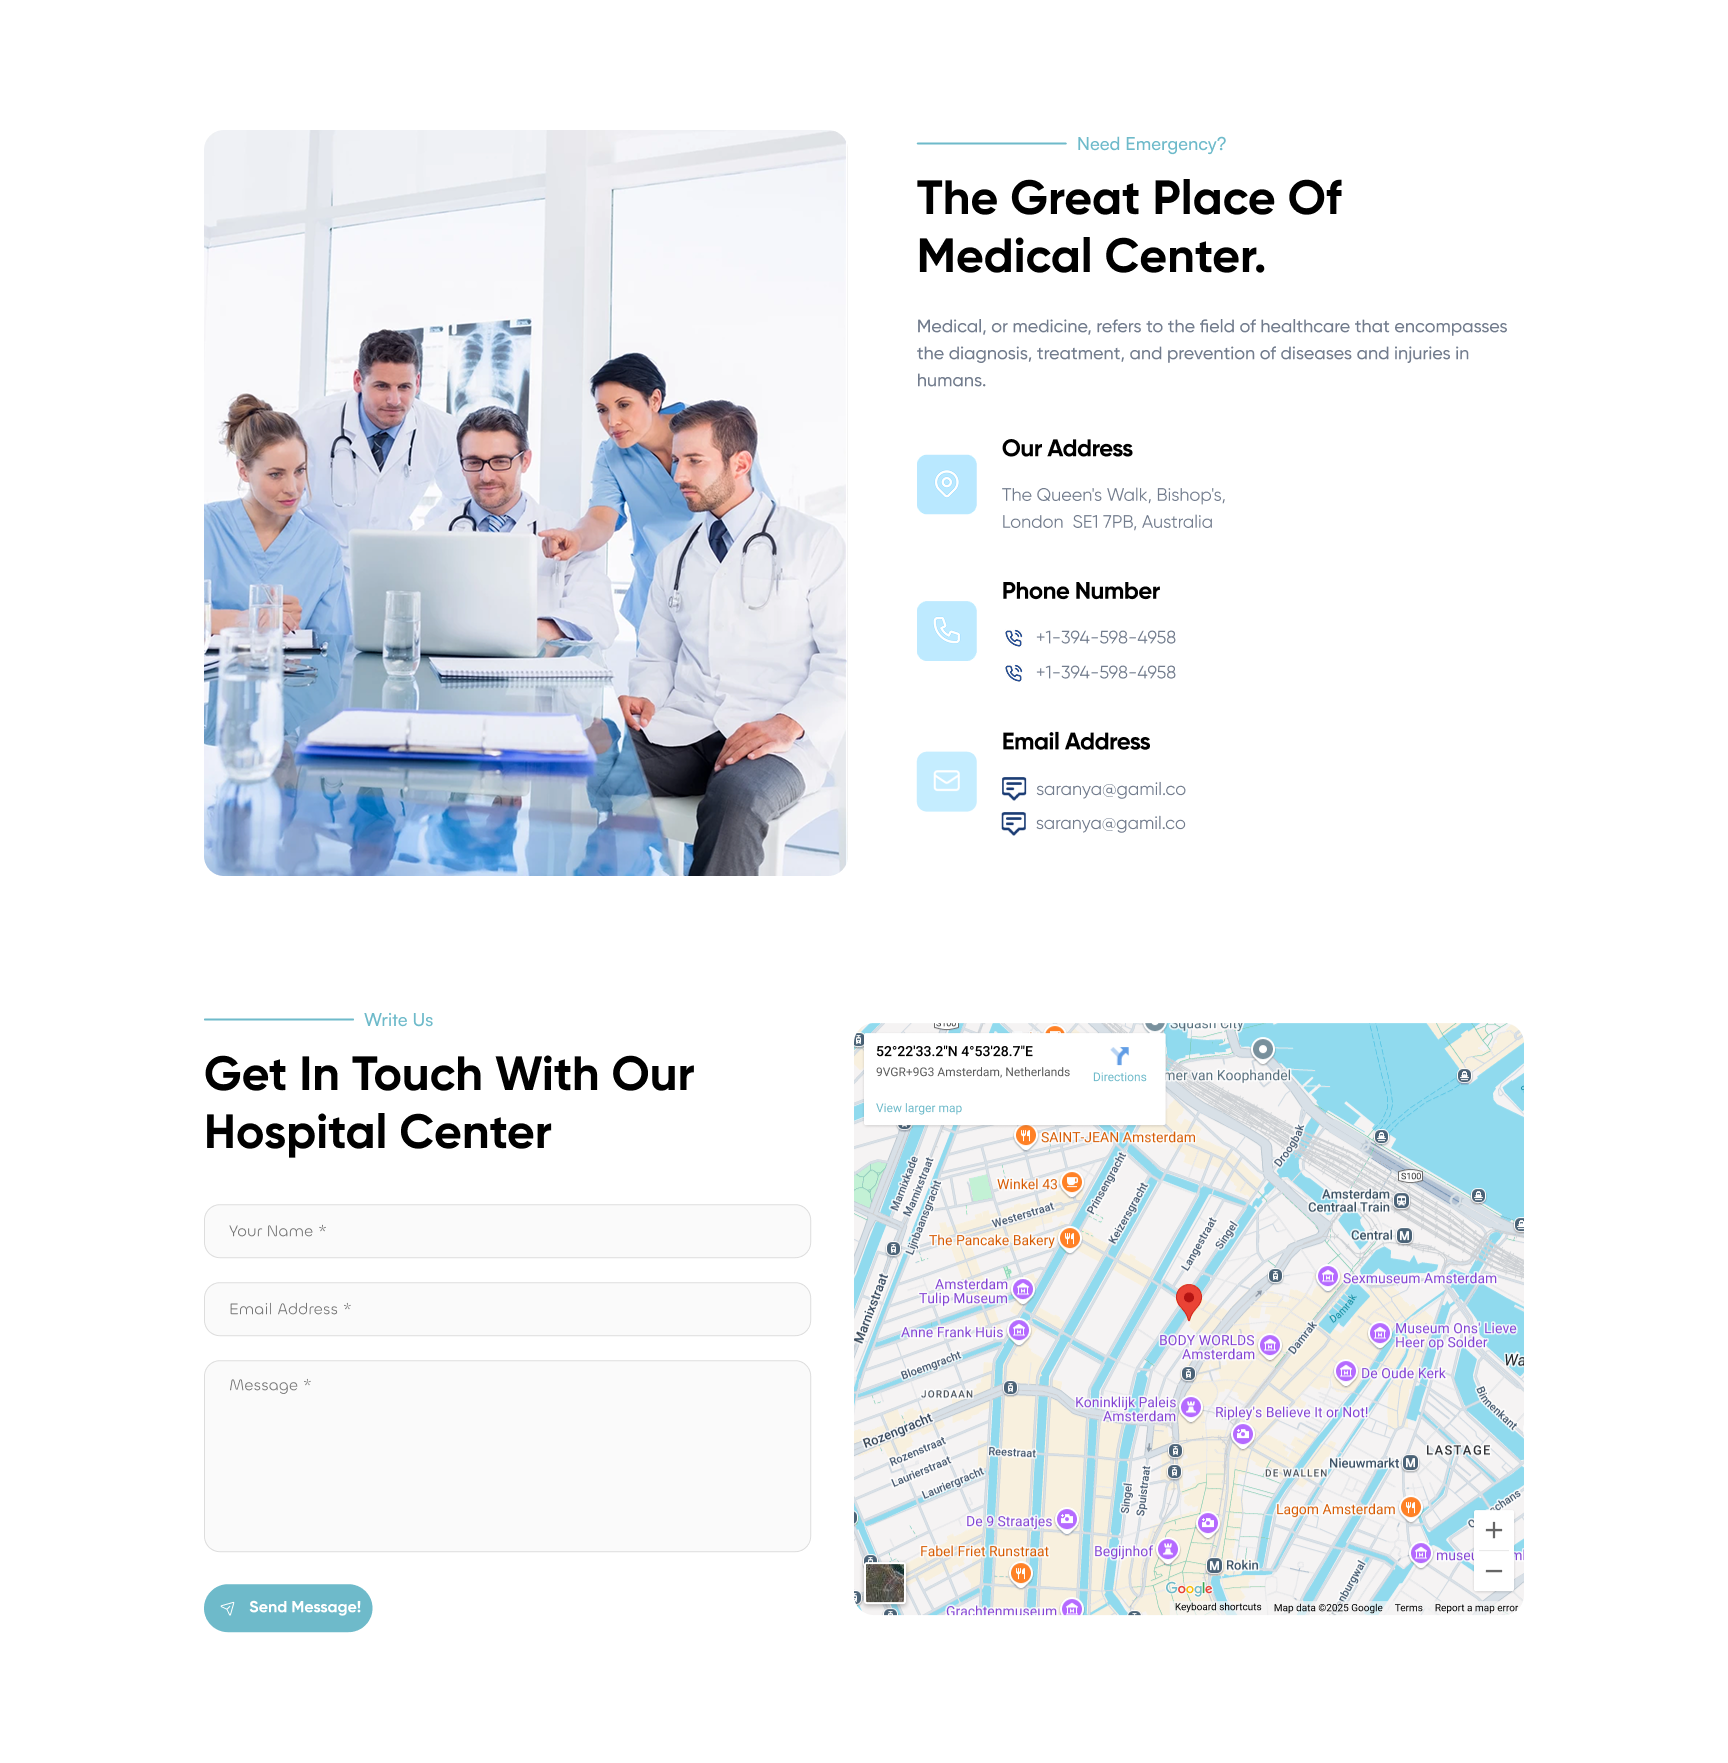 Need Emergency?
The Great Place Of
Medical Center.
Medical, or medicine, refers to the field of healthcare that encompasses
the diagnosis, treatment, and prevention of diseases and injuries in
humans.
Our Address
The Queen's Walk, Bishop's,
London SE1 7PB, Australia
Phone Number
+1-394-598-4958
+1-394-598-4958
Email Address
saranya@gamil.co
saranya@gamil.co
Write Us
Get In Touch With Our
Hospital Center
Your Name *
Email Address *
Message *
Send Message!
S100
Squash City
52°22'33.2"N 4°53'28.7"E
9VGR+9G3 Amsterdam, Netherlands
Directions
View larger map
mer van Koophandel
SAINT-JEAN Amsterdam
Droogbak
S100
Marnixkade
Marnixstraat
Lijnbaansgracht
Winkel 43
Prinsengracht
Keizersgracht
Westerstraat
Amsterdam
Centraal Train
Langestraat
Singel
The Pancake Bakery
Central
Amsterdam
Tulip Museum
Sexmuseum Amsterdam
Marnixstraat
Damrak
Damrak
Anne Frank Huis
BODY WORLDS
Amsterdam
Museum Ons' Lieve
Heer op Solder
Wa
Bloemgracht
De Oude Kerk
JORDAAN
Binnenkant
Koninklijk Paleis
Amsterdam
Ripley's Believe It or Not!
Rozengracht
Rozenstraat
Laurierstraat
Lauriergracht
Reestraat
LASTAGE
Nieuwmarkt
DE WALLEN
Singel
Spuistraat
Lagom Amsterdam
De 9 Straatjes
Fabel Friet Runstraat
Begijnhof
Rokin
Grachtenmuseum
Google
Keyboard shortcuts
Map data ©2025 Google
Terms
Report a map error